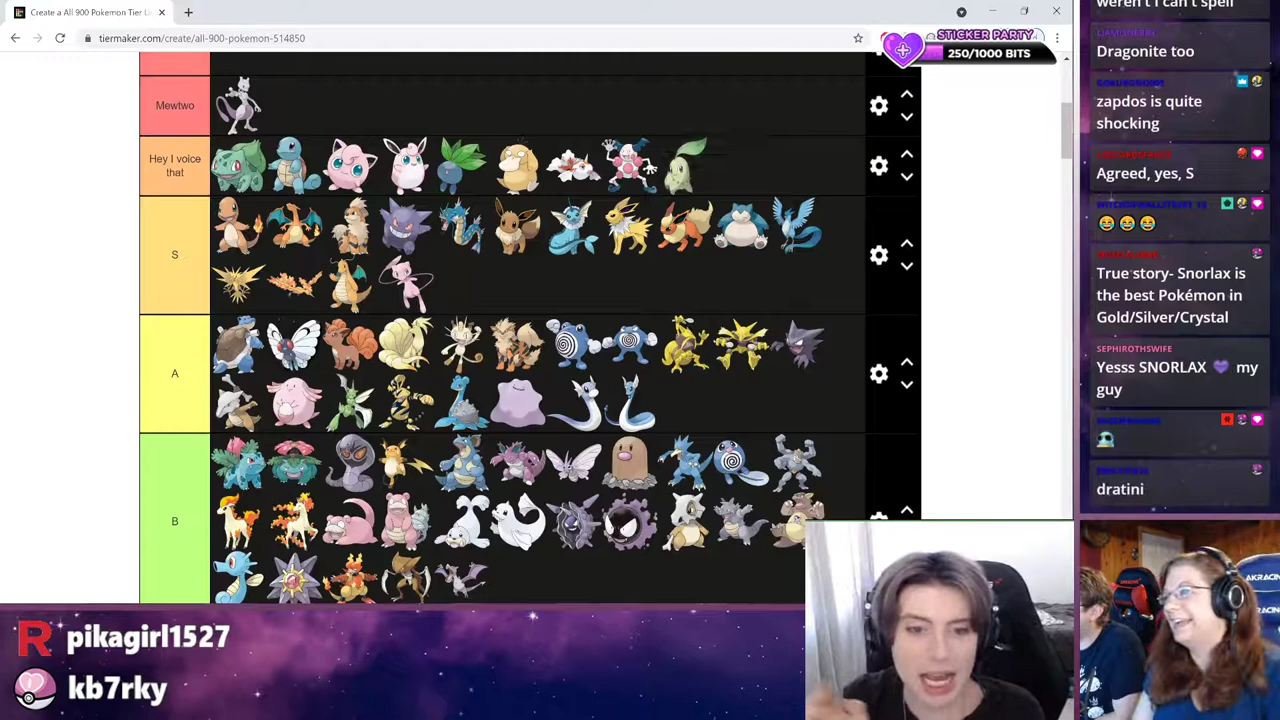 Create a All 900 Pokemon Tier Li
tiermaker.com/create/all-900-pokemon-514850
STICKER PARTY
250/1000 BITS
Mewtwo
Hey I voice
that
S
A
B
weren't I can't spell
Dragonite too
zapdos is quite
shocking
Agreed, yes, S
True story- Snorlax is
the best Pokémon in
Gold/Silver/Crystal
SEPHIROTHSWIFE
Yesss SNORLAX 💜 my
guy
dratini
AKRACING
AKRACING
R pikagirl1527
kb7rky